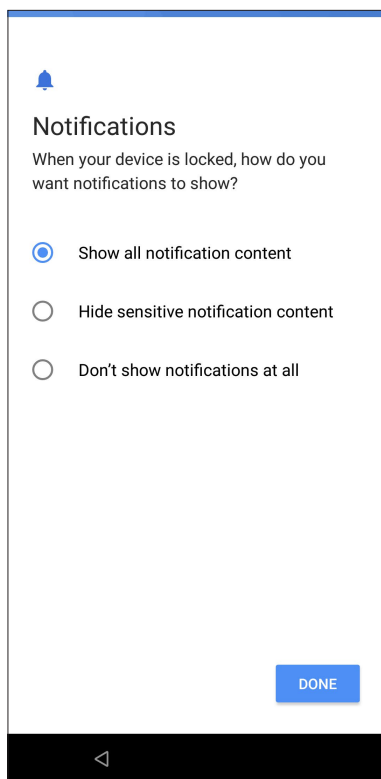 Notifications
When your device is locked, how do you
want notifications to show?
Show all notification content
Hide sensitive notification content
Don’t show notifications at all
DONE